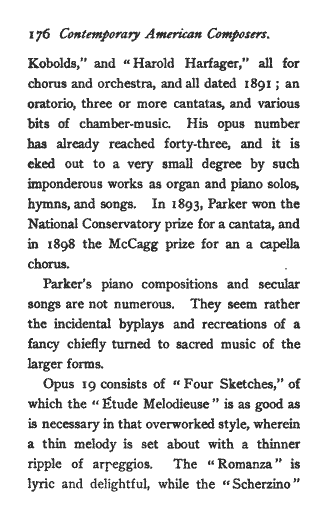 176 Contemporary American Composers.
Kobolds," and "Harold Harfager," all for
chorus and orchestra, and all dated 1891; an
oratorio, three or more cantatas, and various
bits of chamber-music. His opus number
has already reached forty-three, and it is
eked out to a very small degree by such
imponderous works as organ and piano solos,
hymns, and songs. In 1893, Parker won the
National Conservatory prize for a cantata, and
in 1898 the McCagg prize for an a capella
chorus.
Parker's piano compositions and secular
songs are not numerous. They seem rather
the incidental byplays and recreations of a
fancy chiefly turned to sacred music of the
larger forms.
Opus 19 consists of "Four Sketches," of
which the "Étude Melodieuse" is as good as
is necessary in that overworked style, wherein
a thin melody is set about with a thinner
ripple of arpeggios. The "Romanza" is
lyric and delightful, while the "Scherzino"